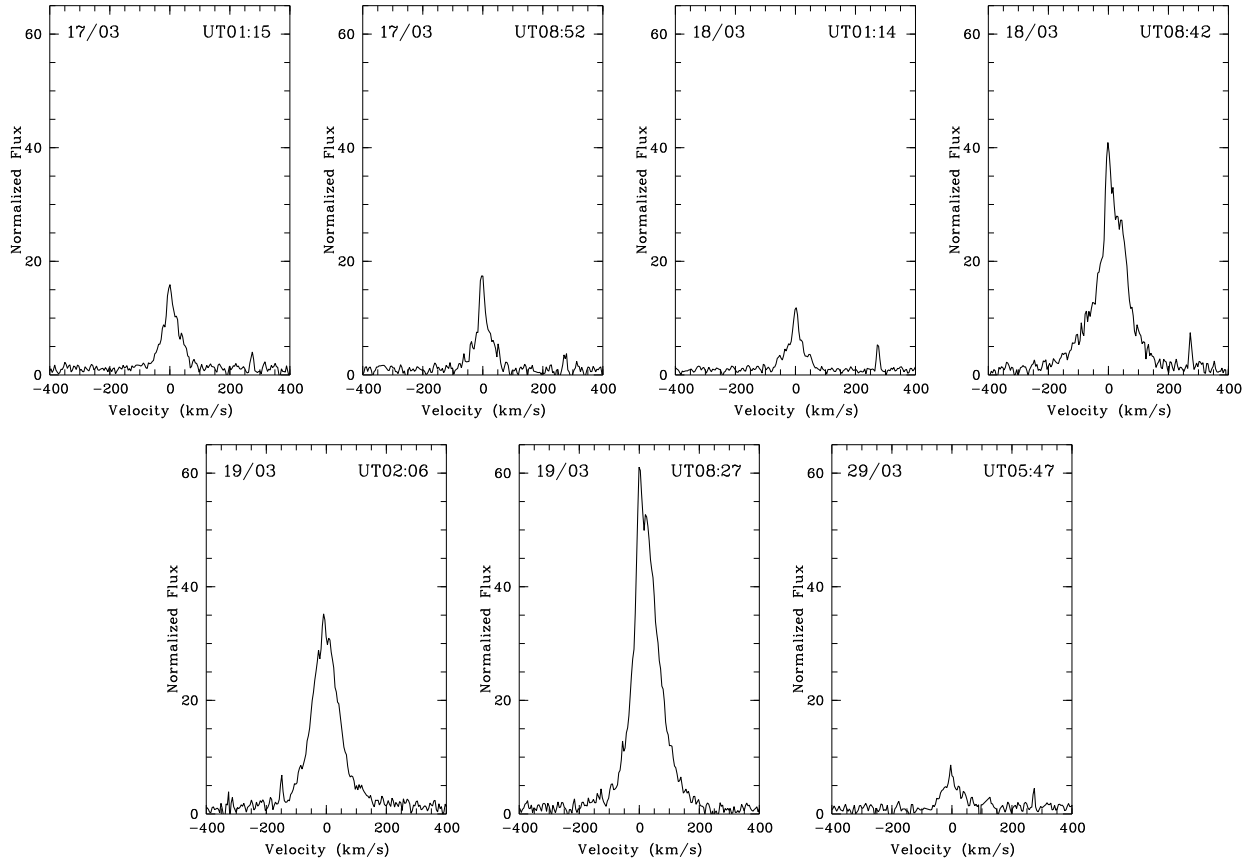 17/03 UT01:15
60
40
20
0
Normalized Flux
−400 −200 0 200 400
Velocity (km/s)
17/03 UT08:52
60
40
20
0
Normalized Flux
−400 −200 0 200 400
Velocity (km/s)
18/03 UT01:14
60
40
20
0
Normalized Flux
−400 −200 0 200 400
Velocity (km/s)
18/03 UT08:42
60
40
20
0
Normalized Flux
−400 −200 0 200 400
Velocity (km/s)
19/03 UT02:06
60
40
20
0
Normalized Flux
−400 −200 0 200 400
Velocity (km/s)
19/03 UT08:27
60
40
20
0
Normalized Flux
−400 −200 0 200 400
Velocity (km/s)
29/03 UT05:47
60
40
20
0
Normalized Flux
−400 −200 0 200 400
Velocity (km/s)